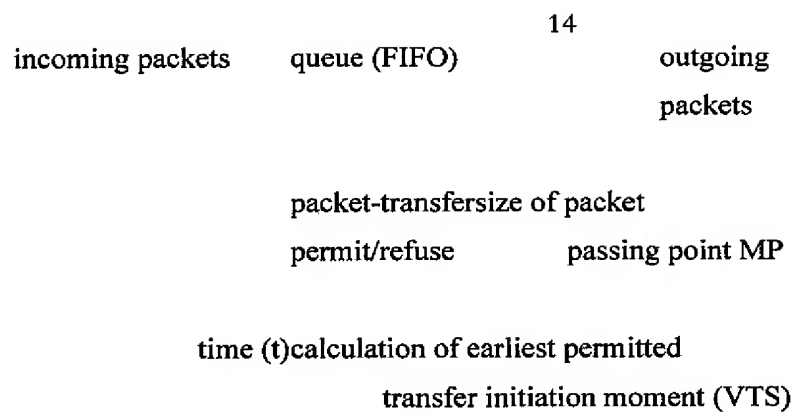 14
incoming packets queue (FIFO) outgoing
packets
packet-transfersize of packet
permit/refuse passing point MP
time (t)calculation of earliest permitted
transfer initiation moment (VTS)